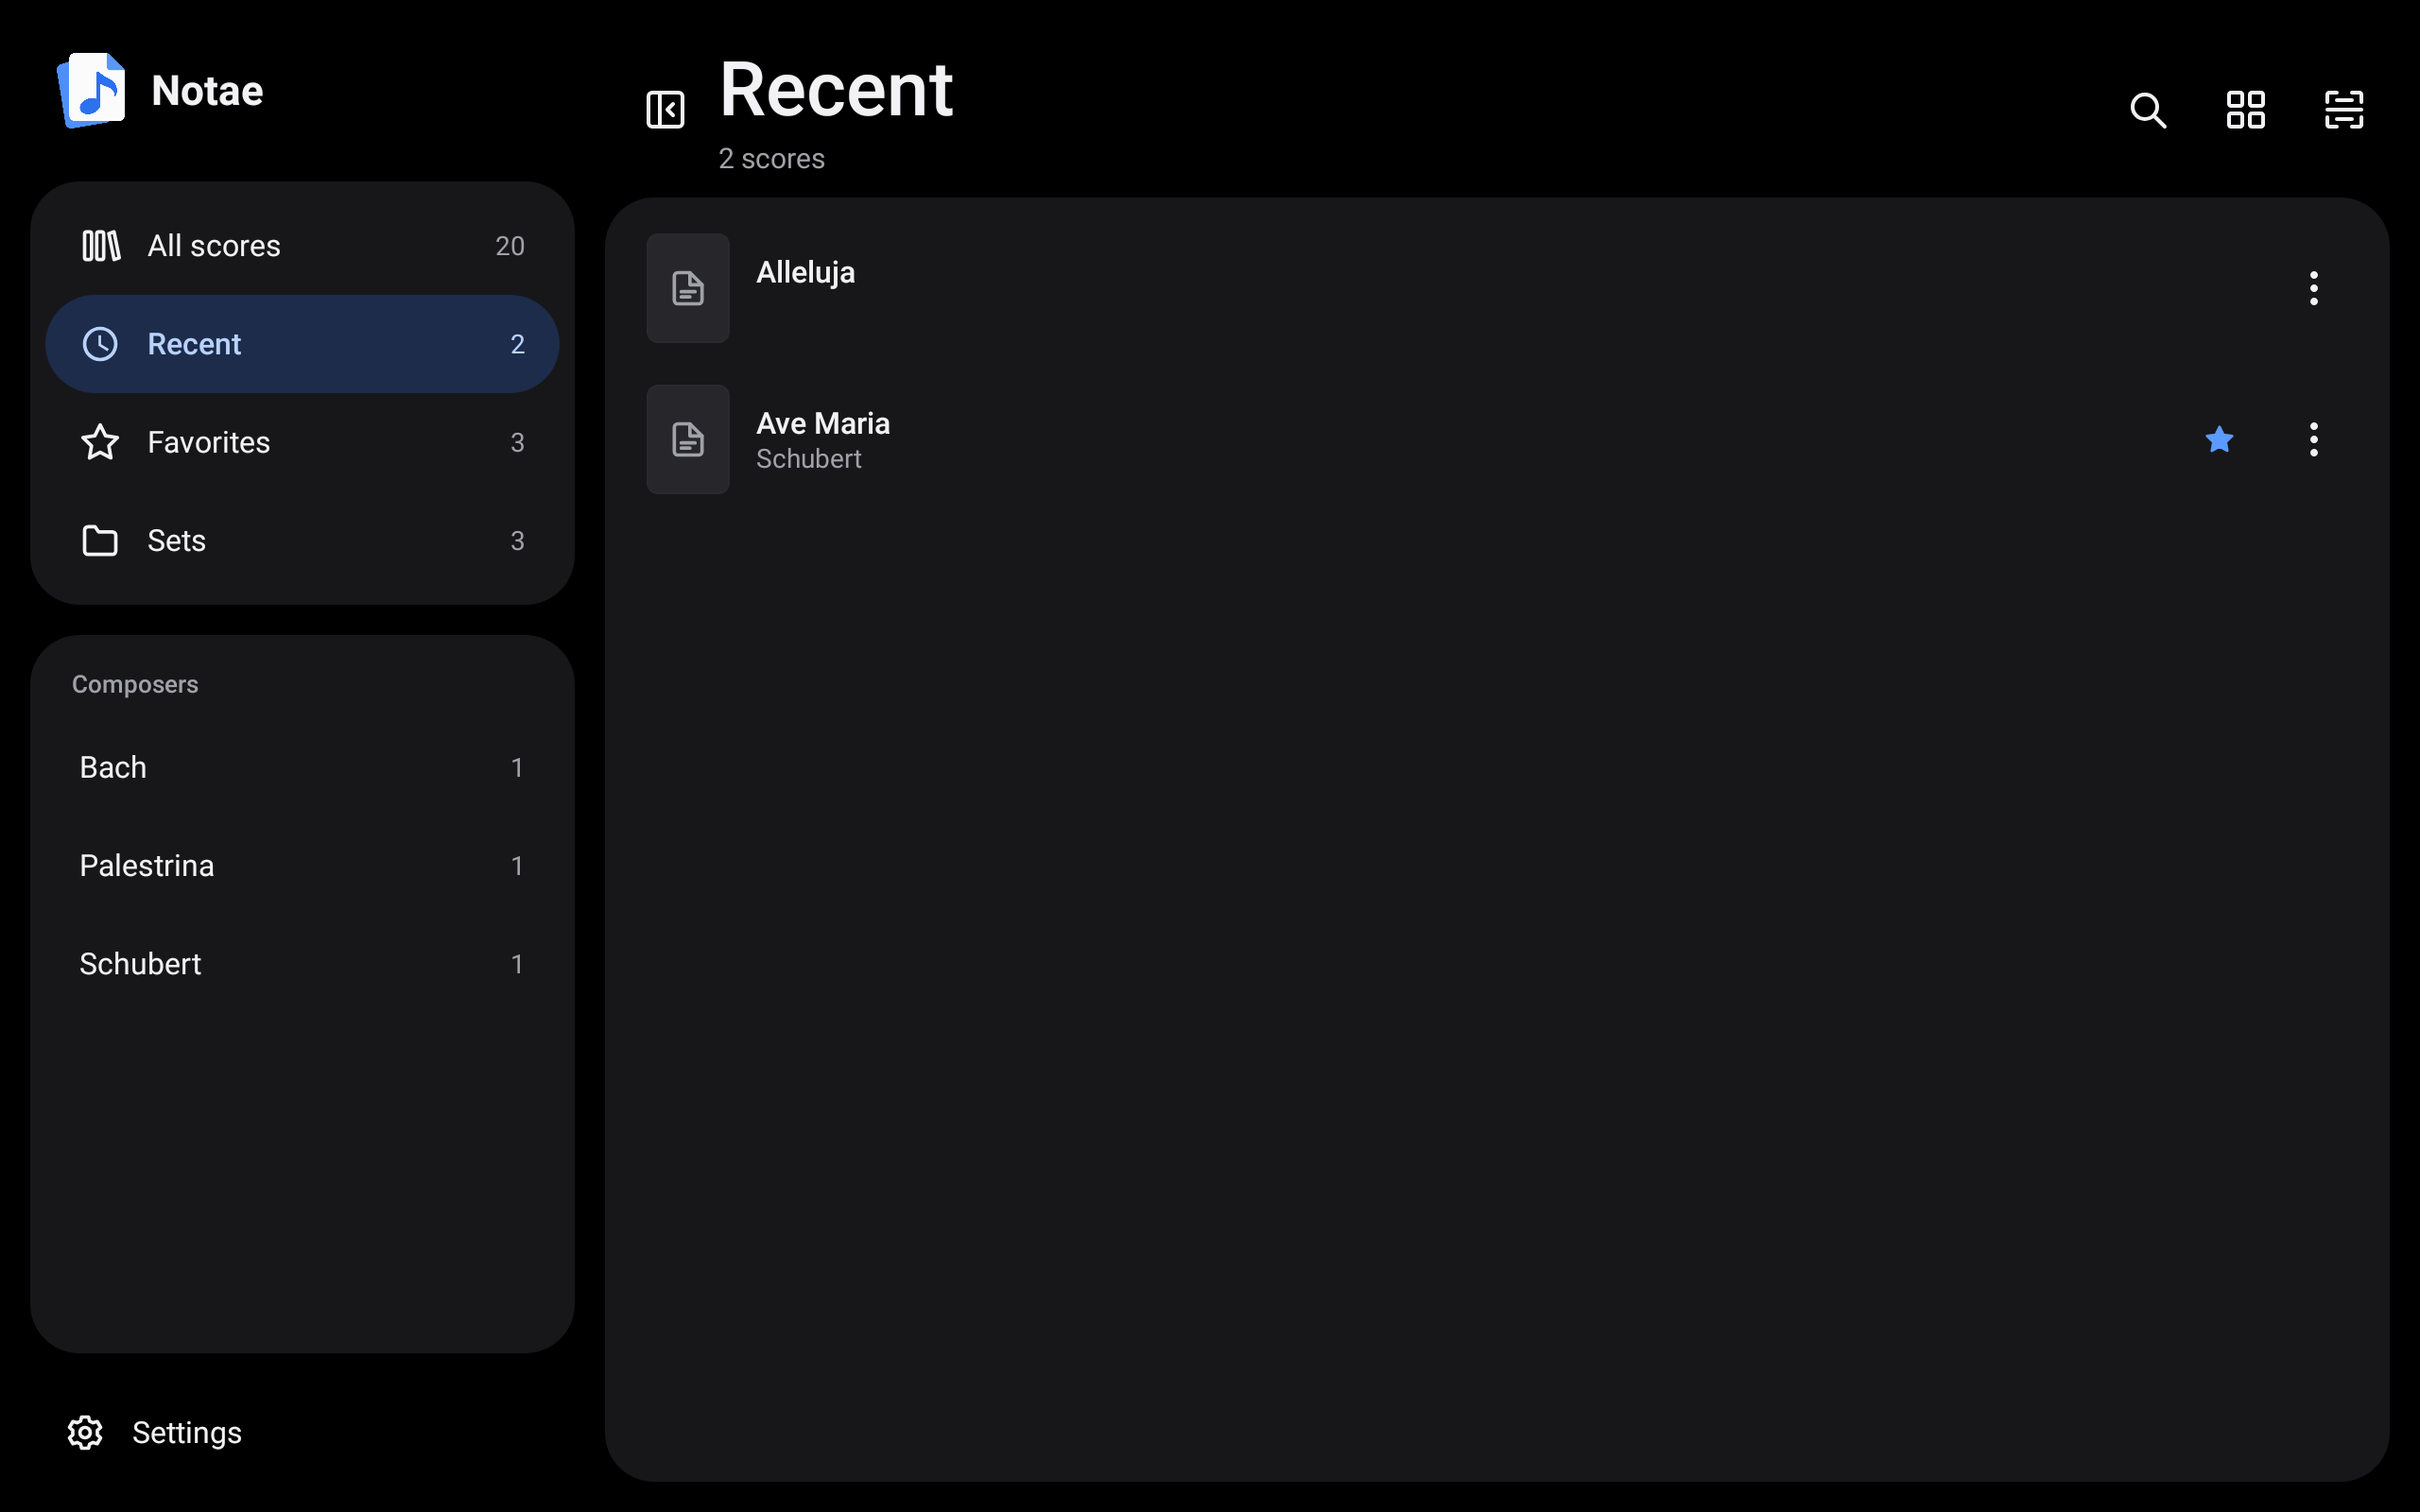 Notae
All scores 20
Recent 2
Favorites 3
Sets 3
Composers
Bach 1
Palestrina 1
Schubert 1
Settings
Recent
2 scores
Alleluja
Ave Maria
Schubert